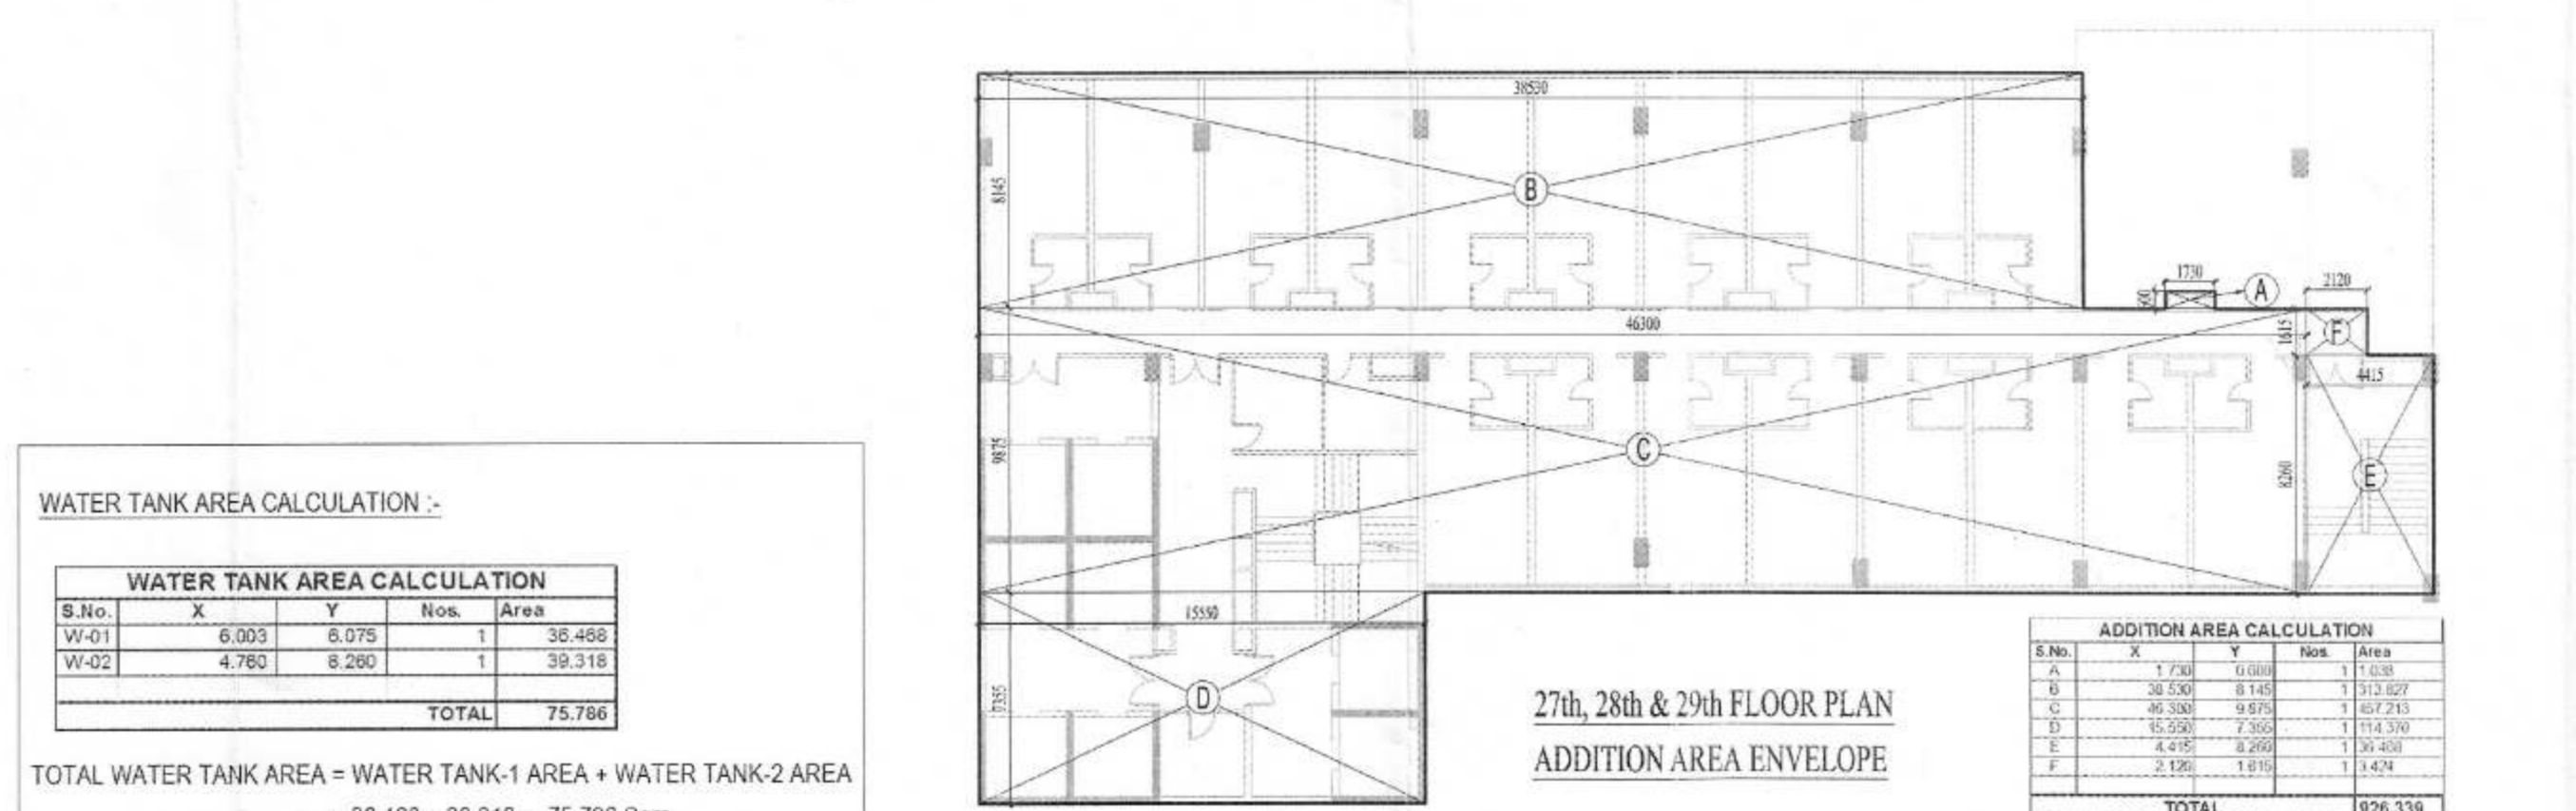 38530
8145
B
1730
600
A
2120
46300
1615
F
4415
9875
C
8260
E
15550
D
WATER TANK AREA CALCULATION :-
WATER TANK AREA CALCULATION
S.No. X Y Nos. Area
W-01 6.003 6.075 1 36.468
W-02 4.760 8.260 1 39.318
TOTAL 75.786
TOTAL WATER TANK AREA = WATER TANK-1 AREA + WATER TANK-2 AREA
27th, 28th & 29th FLOOR PLAN
ADDITION AREA ENVELOPE
ADDITION AREA CALCULATION
S.No. X Y Nos. Area
A 1.730 0.600 1 1.038
B 38.530 8.145 1 313.827
C 46.300 9.875 1 457.213
D 15.550 7.355 1 114.370
E 4.415 8.260 1 36.468
F 2.120 1.615 1 3.424
TOTAL 926.339